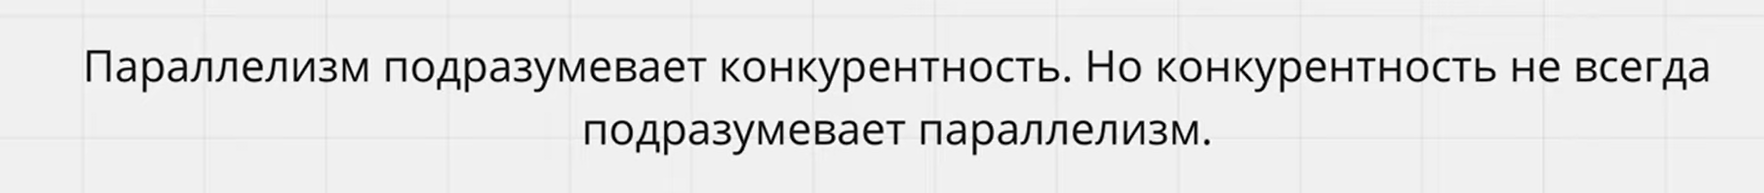 Параллелизм подразумевает конкурентность. Но конкурентность не всегда
подразумевает параллелизм.